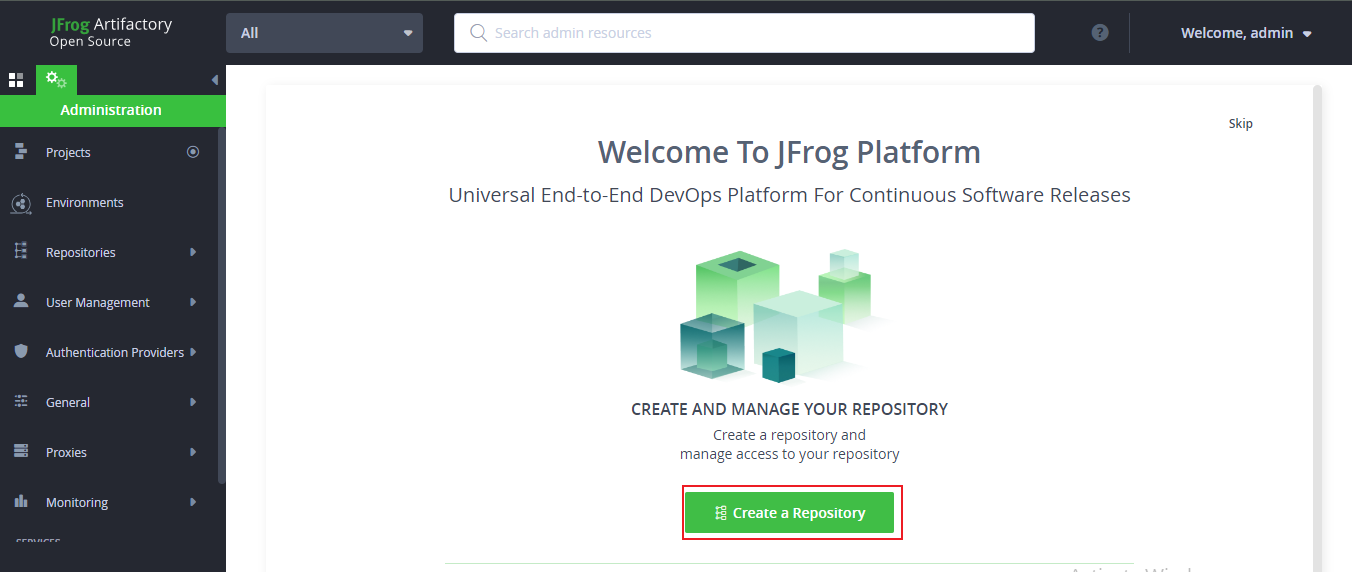 JFrog Artifactory
Open Source
All
Search admin resources
?
Welcome, admin
Administration
Projects
Environments
Repositories
User Management
Authentication Providers
General
Proxies
Monitoring
Skip
Welcome To JFrog Platform
Universal End-to-End DevOps Platform For Continuous Software Releases
CREATE AND MANAGE YOUR REPOSITORY
Create a repository and
manage access to your repository
Create a Repository